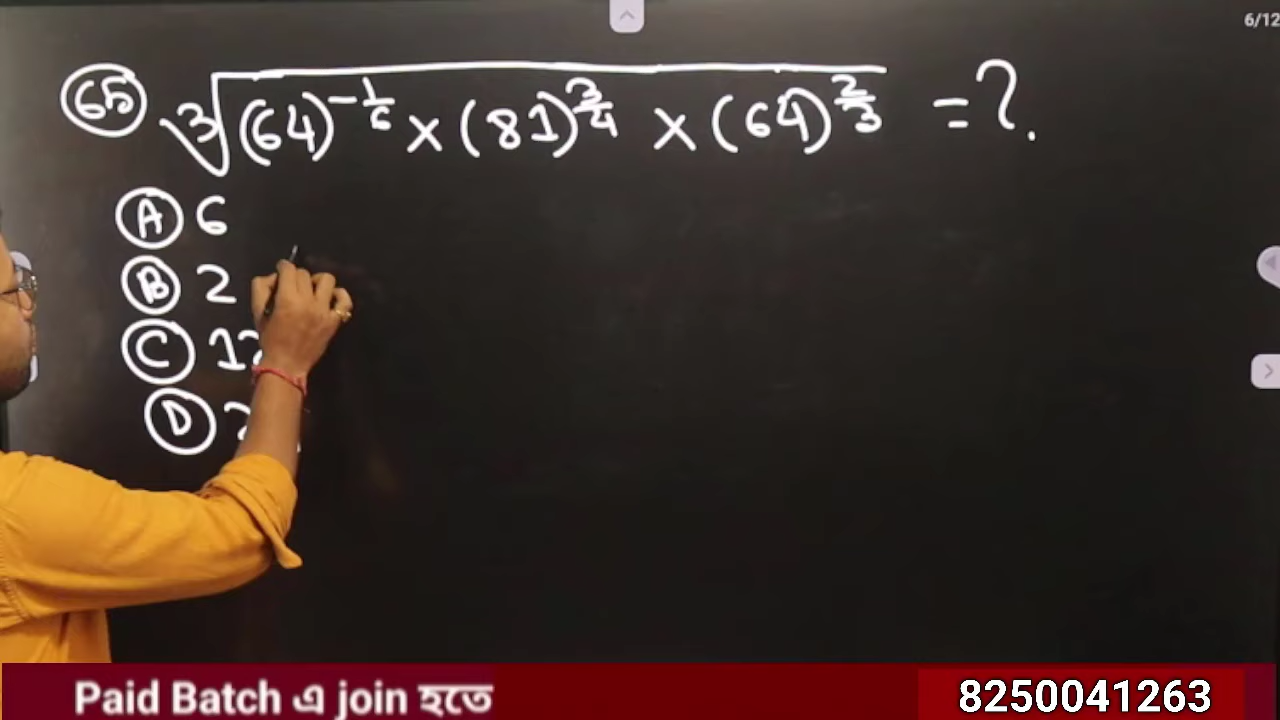 6/12
65 ∛((64)^(-1/6) × (81)^(3/4) × (64)^(2/3)) = ?.
A 6
B 2
C
D
Paid Batch এ join হতে
8250041263